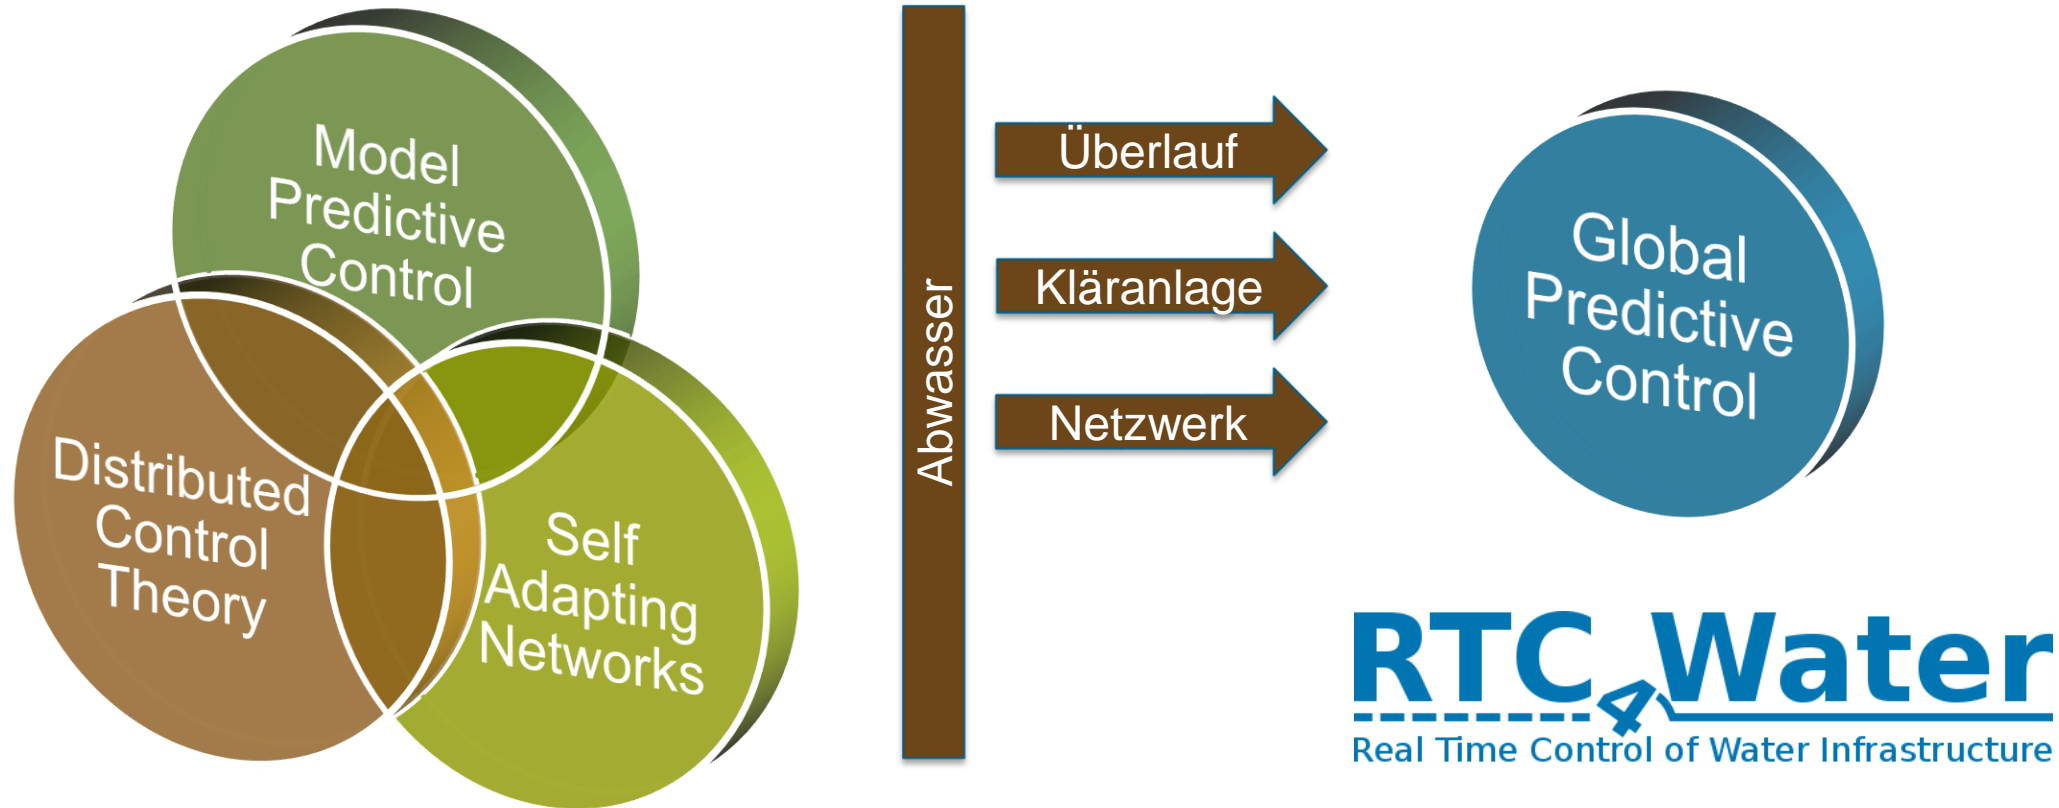 Model
Predictive
Control
Distributed
Control
Theory
Self
Adapting
Networks
Abwasser
Überlauf
Kläranlage
Netzwerk
Global
Predictive
Control
RTC4Water
Real Time Control of Water Infrastructure